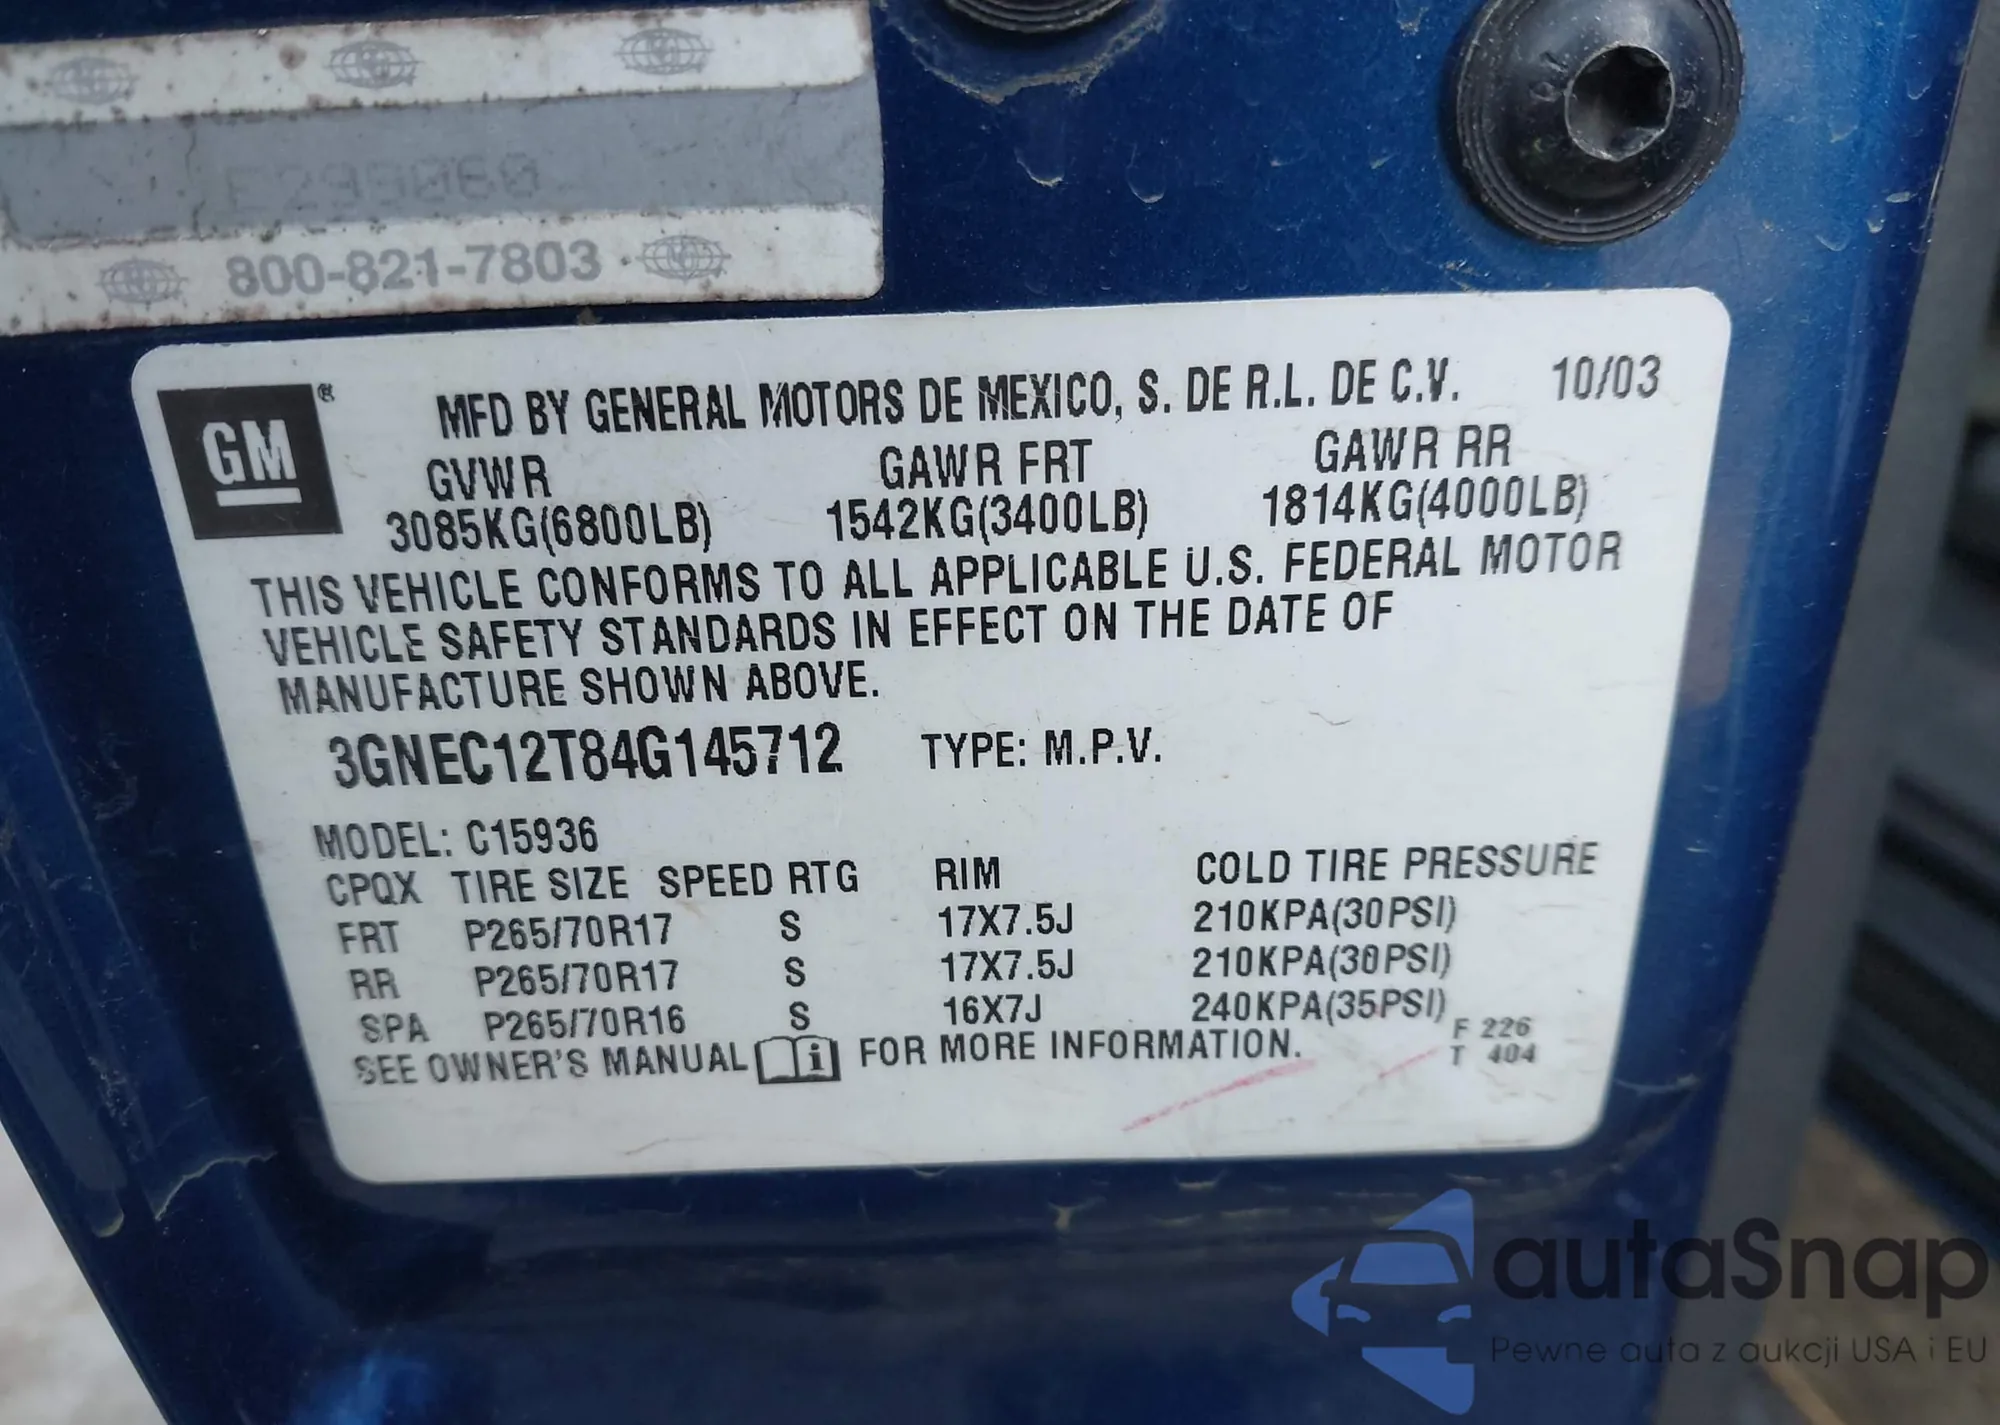 E299060
800-821-7803
GM®
MFD BY GENERAL MOTORS DE MEXICO, S. DE R.L. DE C.V. 10/03
GVWR GAWR FRT GAWR RR
3085KG(6800LB) 1542KG(3400LB) 1814KG(4000LB)
THIS VEHICLE CONFORMS TO ALL APPLICABLE U.S. FEDERAL MOTOR
VEHICLE SAFETY STANDARDS IN EFFECT ON THE DATE OF
MANUFACTURE SHOWN ABOVE.
3GNEC12T84G145712 TYPE: M.P.V.
MODEL: C15936
CPQX TIRE SIZE SPEED RTG RIM COLD TIRE PRESSURE
FRT P265/70R17 S 17X7.5J 210KPA(30PSI)
RR P265/70R17 S 17X7.5J 210KPA(30PSI)
SPA P265/70R16 S 16X7J 240KPA(35PSI)
F 226
T 404
SEE OWNER'S MANUAL i FOR MORE INFORMATION.
autaSnap
Pewne auta z aukcji USA i EU